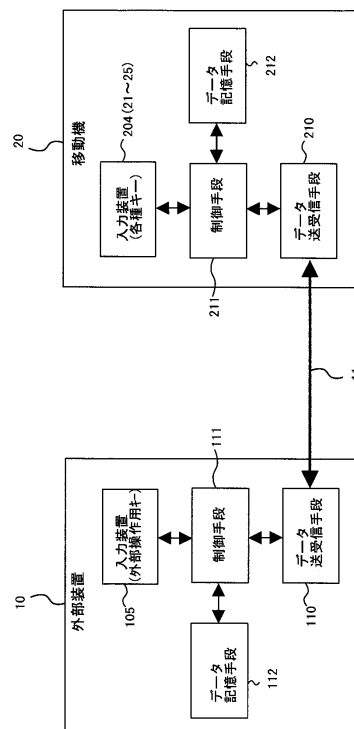 10
外部装置
105
入力装置
(外部操作用キー)
111
制御手段
112
データ
記憶手段
110
データ
送受信手段
20
移動機
204(21~25)
入力装置
(各種キー)
211
制御手段
212
データ
記憶手段
210
データ
送受信手段